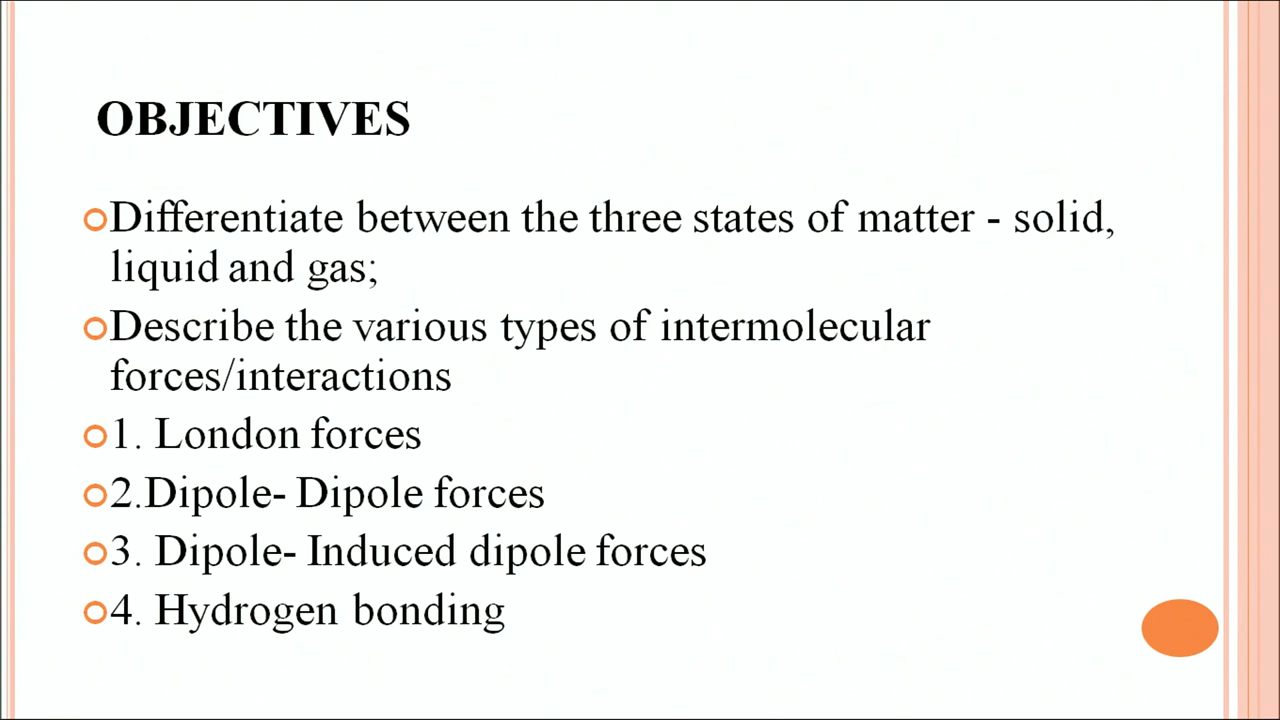 OBJECTIVES
Differentiate between the three states of matter - solid,
liquid and gas;
Describe the various types of intermolecular
forces/interactions
1. London forces
2.Dipole- Dipole forces
3. Dipole- Induced dipole forces
4. Hydrogen bonding